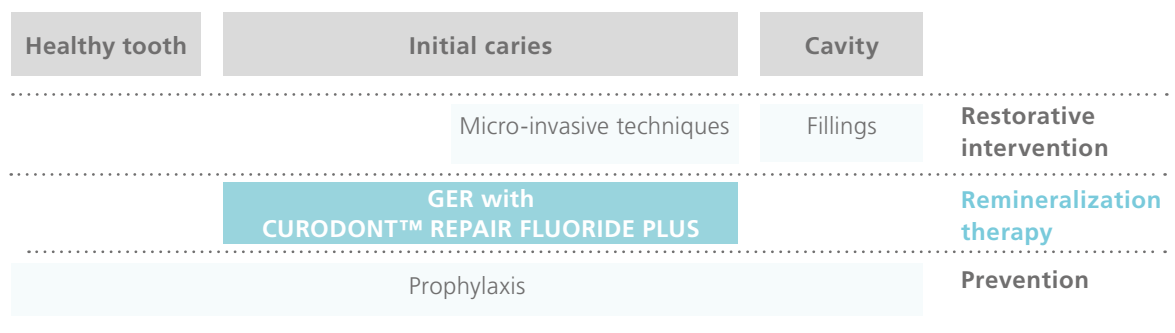 Healthy tooth Initial caries Cavity
Micro-invasive techniques Fillings Restorative
intervention
GER with Remineralization
CURODONT™ REPAIR FLUORIDE PLUS therapy
Prophylaxis Prevention